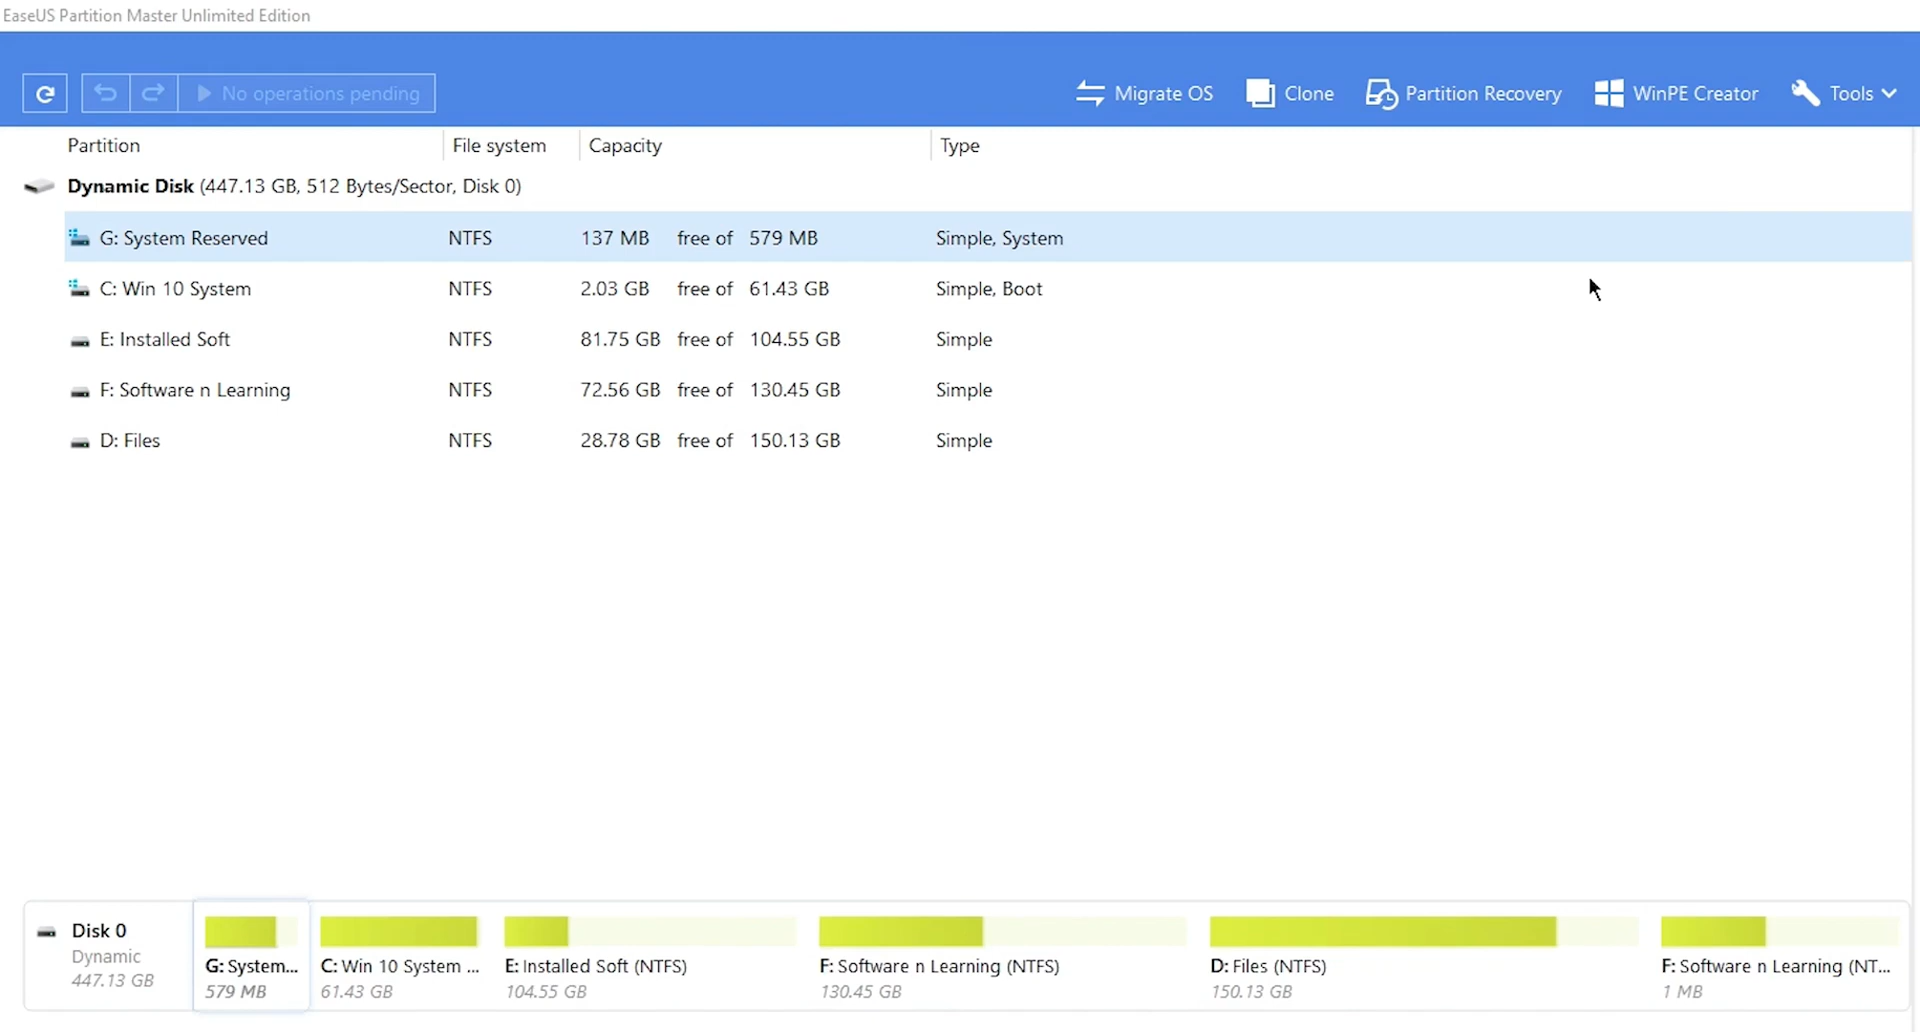 EaseUS Partition Master Unlimited Edition
No operations pending
Migrate OS
Clone
Partition Recovery
WinPE Creator
Tools
Partition File system Capacity Type
Dynamic Disk (447.13 GB, 512 Bytes/Sector, Disk 0)
G: System Reserved NTFS 137 MB free of 579 MB Simple, System
C: Win 10 System NTFS 2.03 GB free of 61.43 GB Simple, Boot
E: Installed Soft NTFS 81.75 GB free of 104.55 GB Simple
F: Software n Learning NTFS 72.56 GB free of 130.45 GB Simple
D: Files NTFS 28.78 GB free of 150.13 GB Simple
Disk 0
Dynamic
447.13 GB
G: System...
579 MB
C: Win 10 System ...
61.43 GB
E: Installed Soft (NTFS)
104.55 GB
F: Software n Learning (NTFS)
130.45 GB
D: Files (NTFS)
150.13 GB
F: Software n Learning (NT...
1 MB